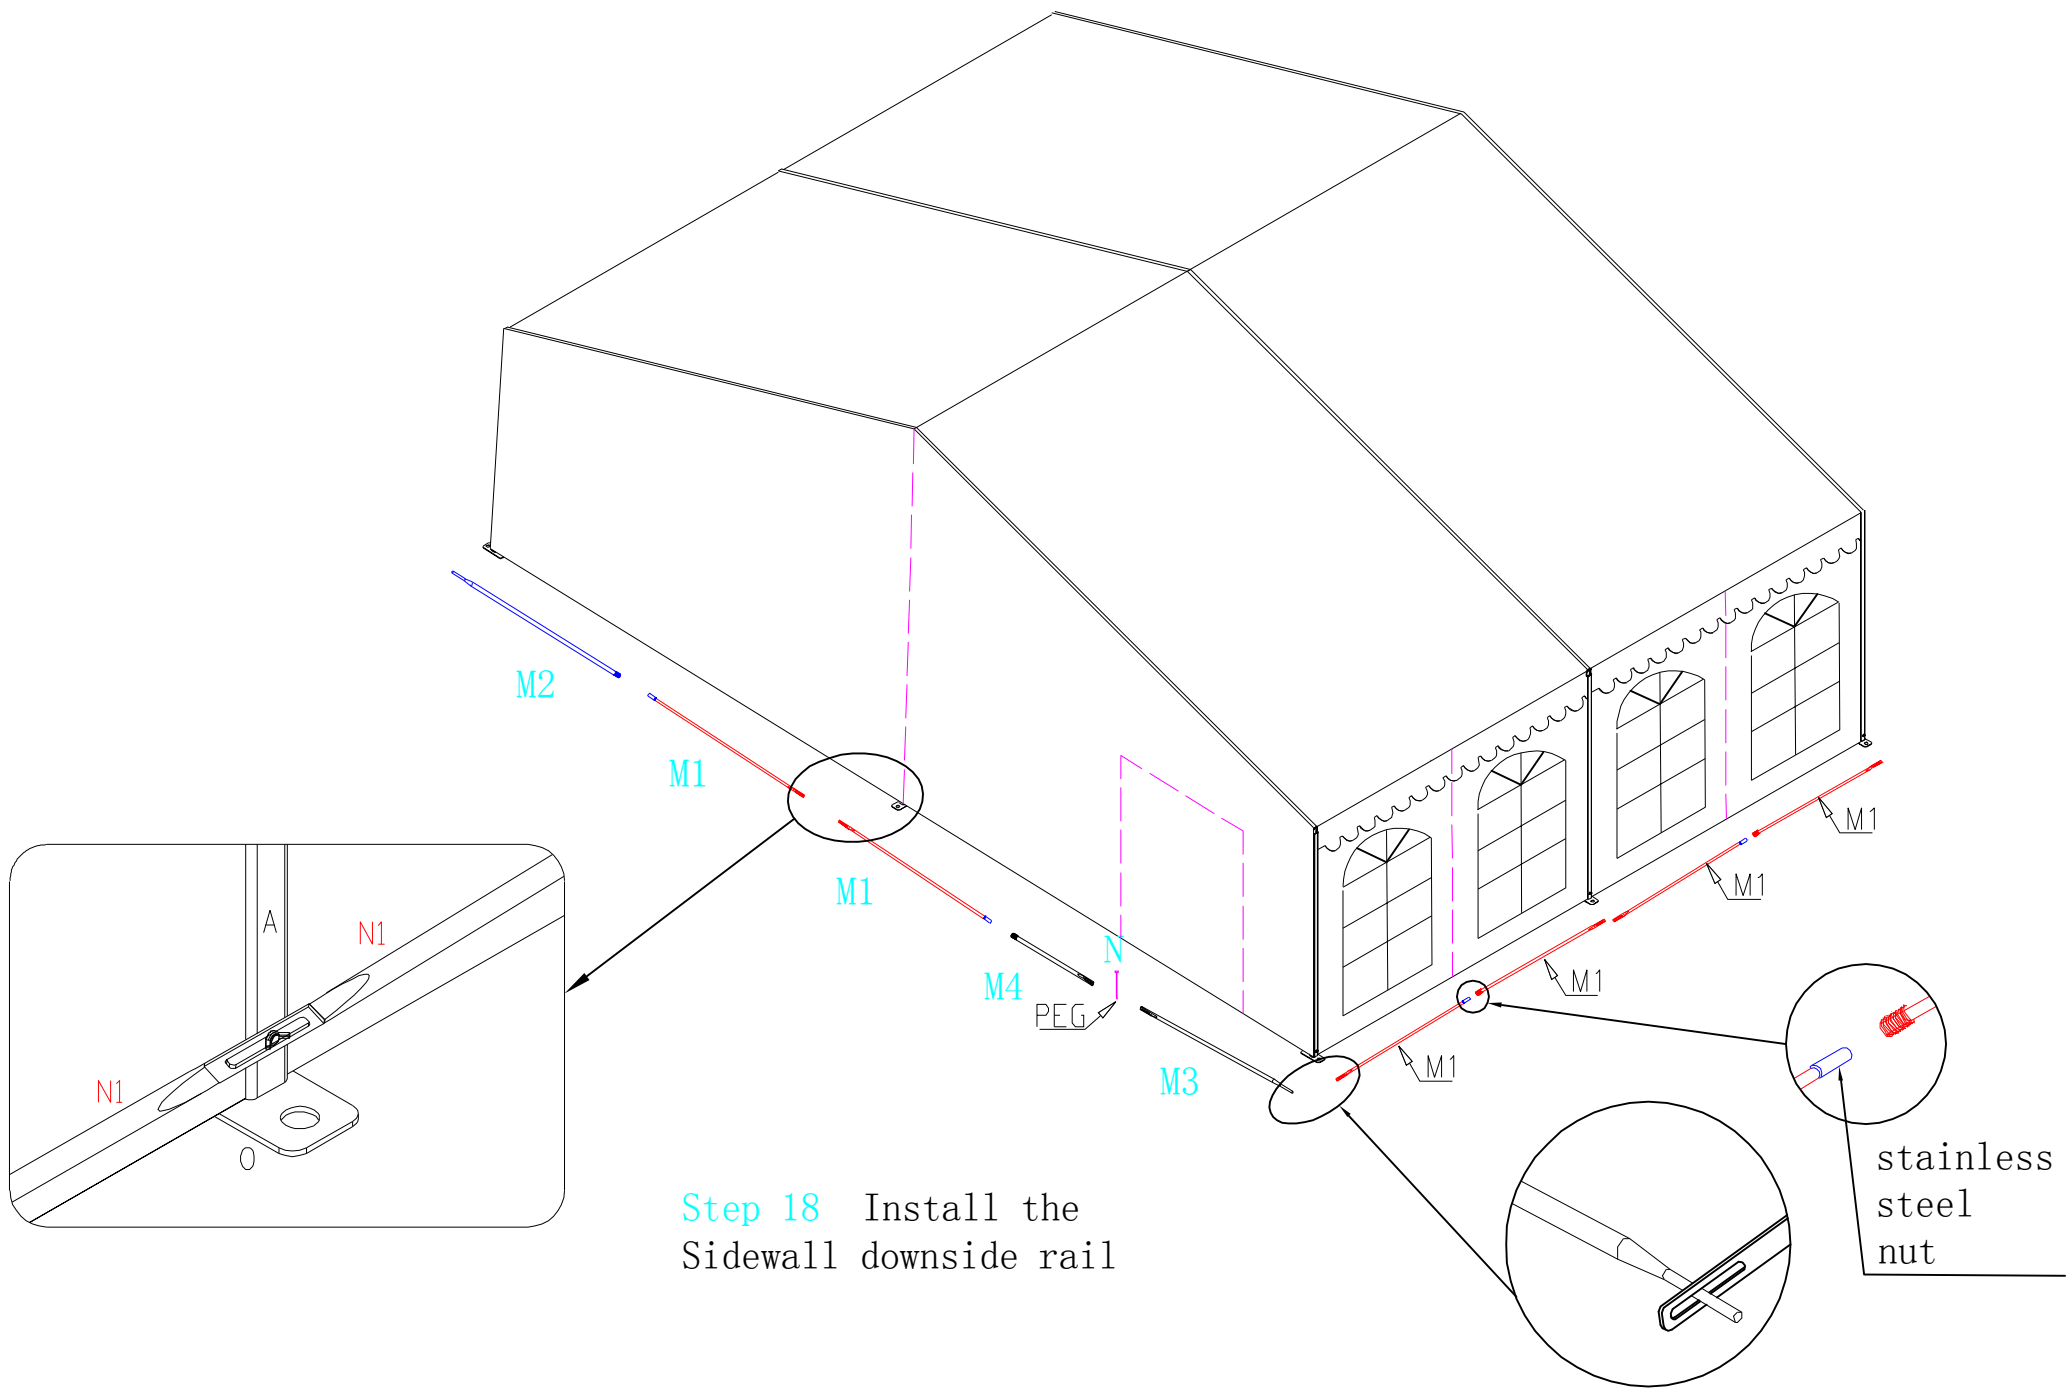 M2
M1
M1
M1
M1
A
N1
M1
N
M4
M1
PEG
M1
M3
N1
O
stainless
steel
nut
Step 18 Install the
Sidewall downside rail